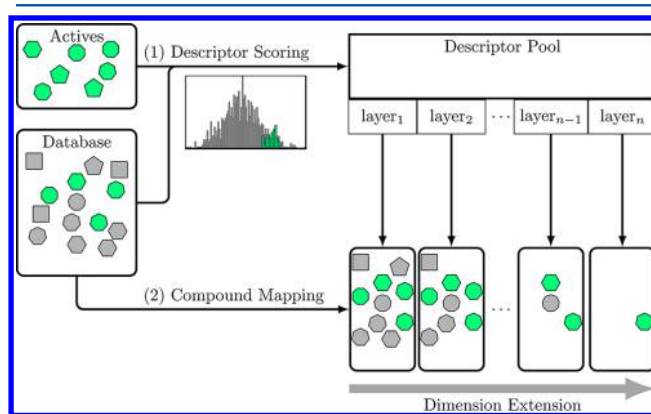 Actives
(1) Descriptor Scoring
Descriptor Pool
layer1 layer2 ... layern−1 layern
Database
(2) Compound Mapping
...
Dimension Extension